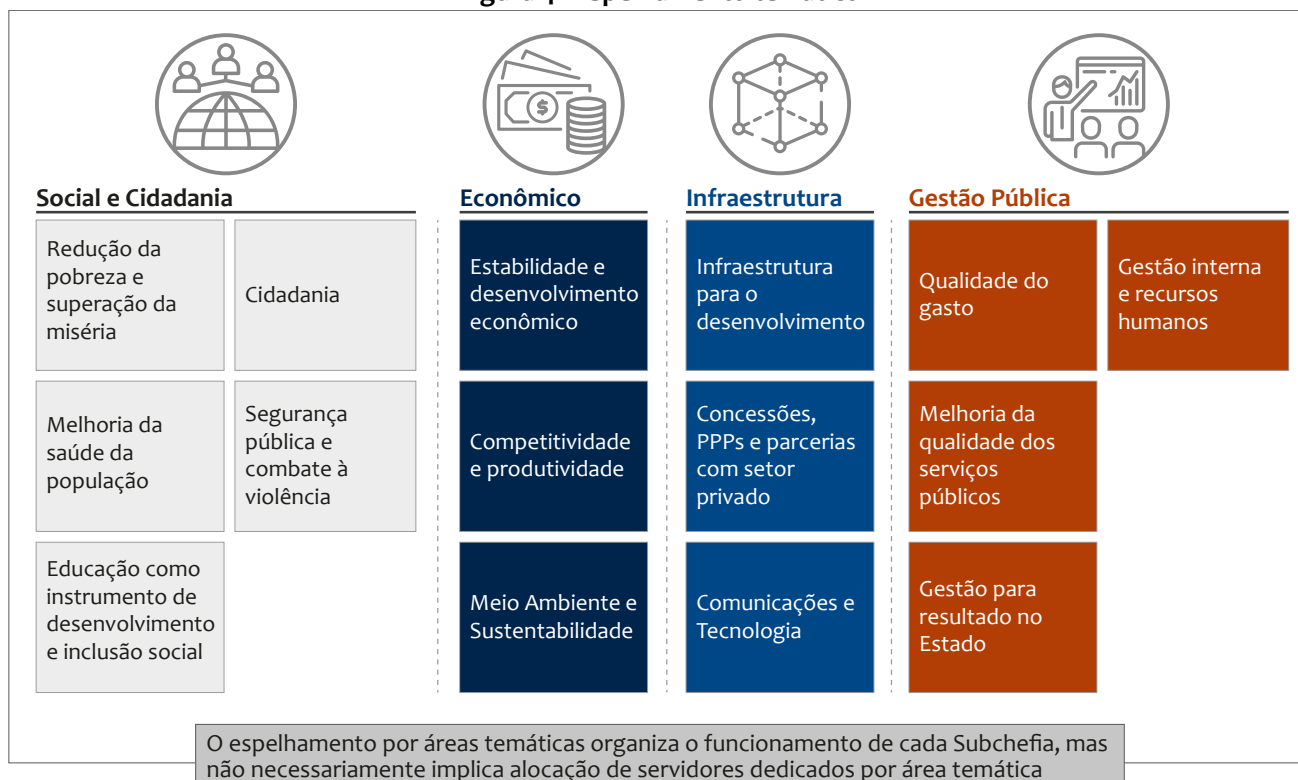 Social e Cidadania
Redução da
pobreza e
superação da
miséria
Cidadania
Melhoria da
saúde da
população
Segurança
pública e
combate à
violência
Educação como
instrumento de
desenvolvimento
e inclusão social
Econômico
Estabilidade e
desenvolvimento
econômico
Competitividade
e produtividade
Meio Ambiente e
Sustentabilidade
Infraestrutura
Infraestrutura
para o
desenvolvimento
Concessões,
PPPs e parcerias
com setor
privado
Comunicações e
Tecnologia
Gestão Pública
Qualidade do
gasto
Gestão interna
e recursos
humanos
Melhoria da
qualidade dos
serviços
públicos
Gestão para
resultado no
Estado
O espelhamento por áreas temáticas organiza o funcionamento de cada Subchefia, mas
não necessariamente implica alocação de servidores dedicados por área temática